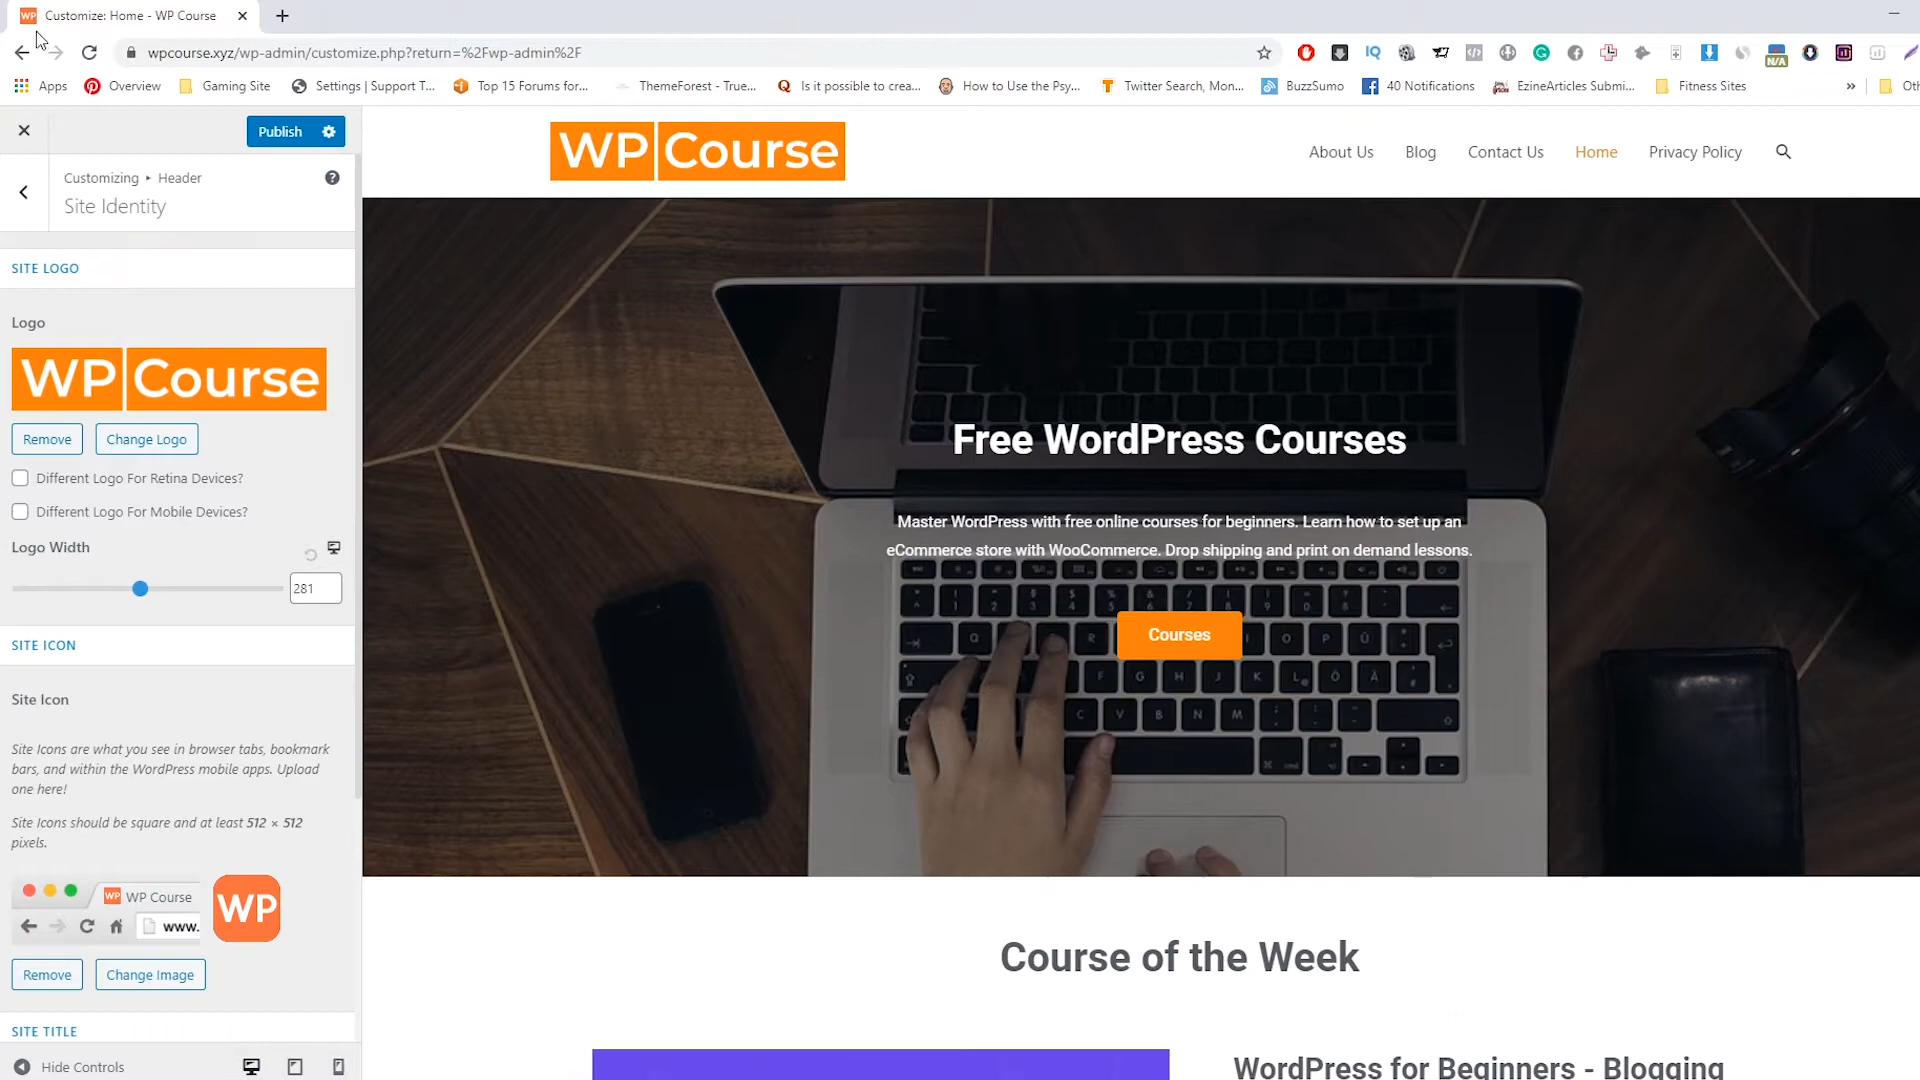 WP
Customize: Home - WP Course
wpcourse.xyz/wp-admin/customize.php?return=%2Fwp-admin%2F
IQ
N/A
Apps
Overview
Gaming Site
Settings | Support T...
Top 15 Forums for...
ThemeForest - True...
Is it possible to crea...
How to Use the Psy...
Twitter Search, Mon...
BuzzSumo
40 Notifications
EzineArticles Submi...
Fitness Sites
»
Publish
Customizing ▸ Header
Site Identity
SITE LOGO
Logo
WP|Course
Remove
Change Logo
Different Logo For Retina Devices?
Different Logo For Mobile Devices?
Logo Width
281
SITE ICON
Site Icon
Site Icons are what you see in browser tabs, bookmark
bars, and within the WordPress mobile apps. Upload
one here!
Site Icons should be square and at least 512 × 512
pixels.
WP WP Course
www.
WP
Remove
Change Image
SITE TITLE
Hide Controls
WP|Course
About Us
Blog
Contact Us
Home
Privacy Policy
Free WordPress Courses
Master WordPress with free online courses for beginners. Learn how to set up an
eCommerce store with WooCommerce. Drop shipping and print on demand lessons.
Courses
Course of the Week
WordPress for Beginners - Blogging